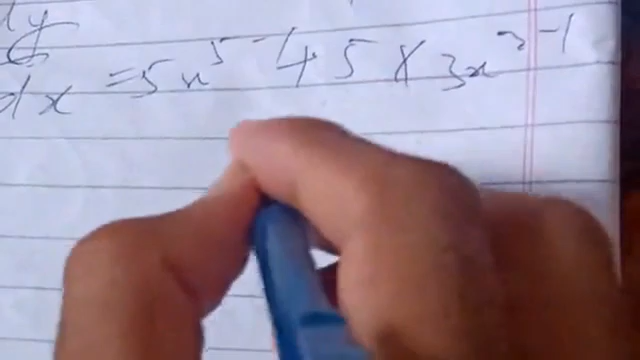 dy
dx = 5x^5-1 + 5 × 3x^3-1